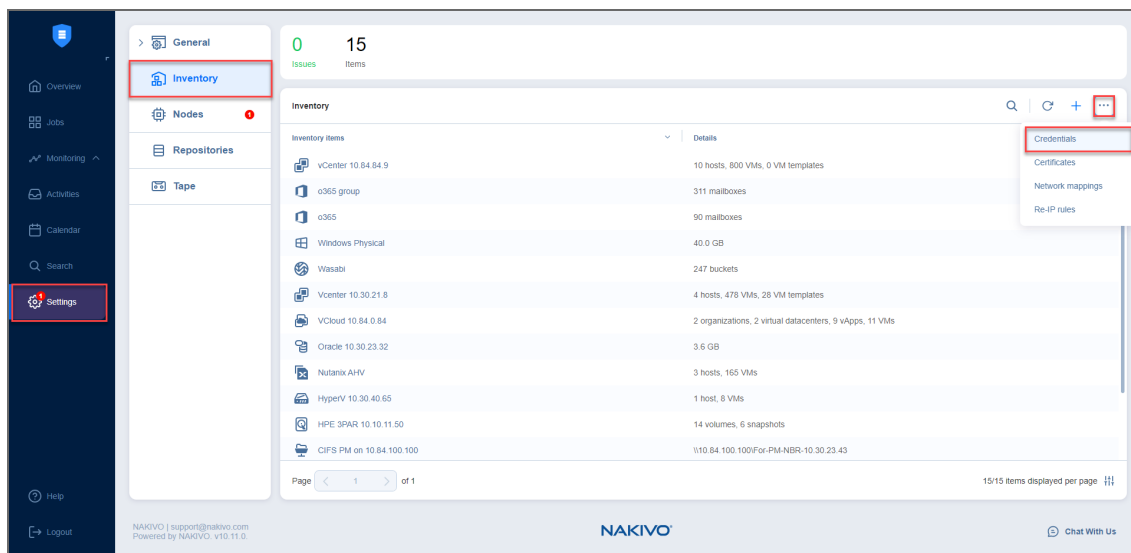 Overview
Jobs
Monitoring
Activities
Calendar
Search
1
Settings
Help
Logout
General
Inventory
Nodes 1
Repositories
Tape
0 15
Issues Items
Inventory
Inventory items Details
vCenter 10.84.84.9 10 hosts, 800 VMs, 0 VM templates
o365 group 311 mailboxes
o365 90 mailboxes
Windows Physical 40.0 GB
Wasabi 247 buckets
Vcenter 10.30.21.8 4 hosts, 478 VMs, 28 VM templates
VCloud 10.84.0.84 2 organizations, 2 virtual datacenters, 9 vApps, 11 VMs
Oracle 10.30.23.32 3.6 GB
Nutanix AHV 3 hosts, 165 VMs
HyperV 10.30.40.65 1 host, 8 VMs
HPE 3PAR 10.10.11.50 14 volumes, 6 snapshots
CIFS PM on 10.84.100.100 \\10.84.100.100\For-PM-NBR-10.30.23.43
Credentials
Certificates
Network mappings
Re-IP rules
Page 1 of 1 15/15 items displayed per page
NAKIVO | support@nakivo.com
Powered by NAKIVO. v10.11.0.
NAKIVO
Chat With Us